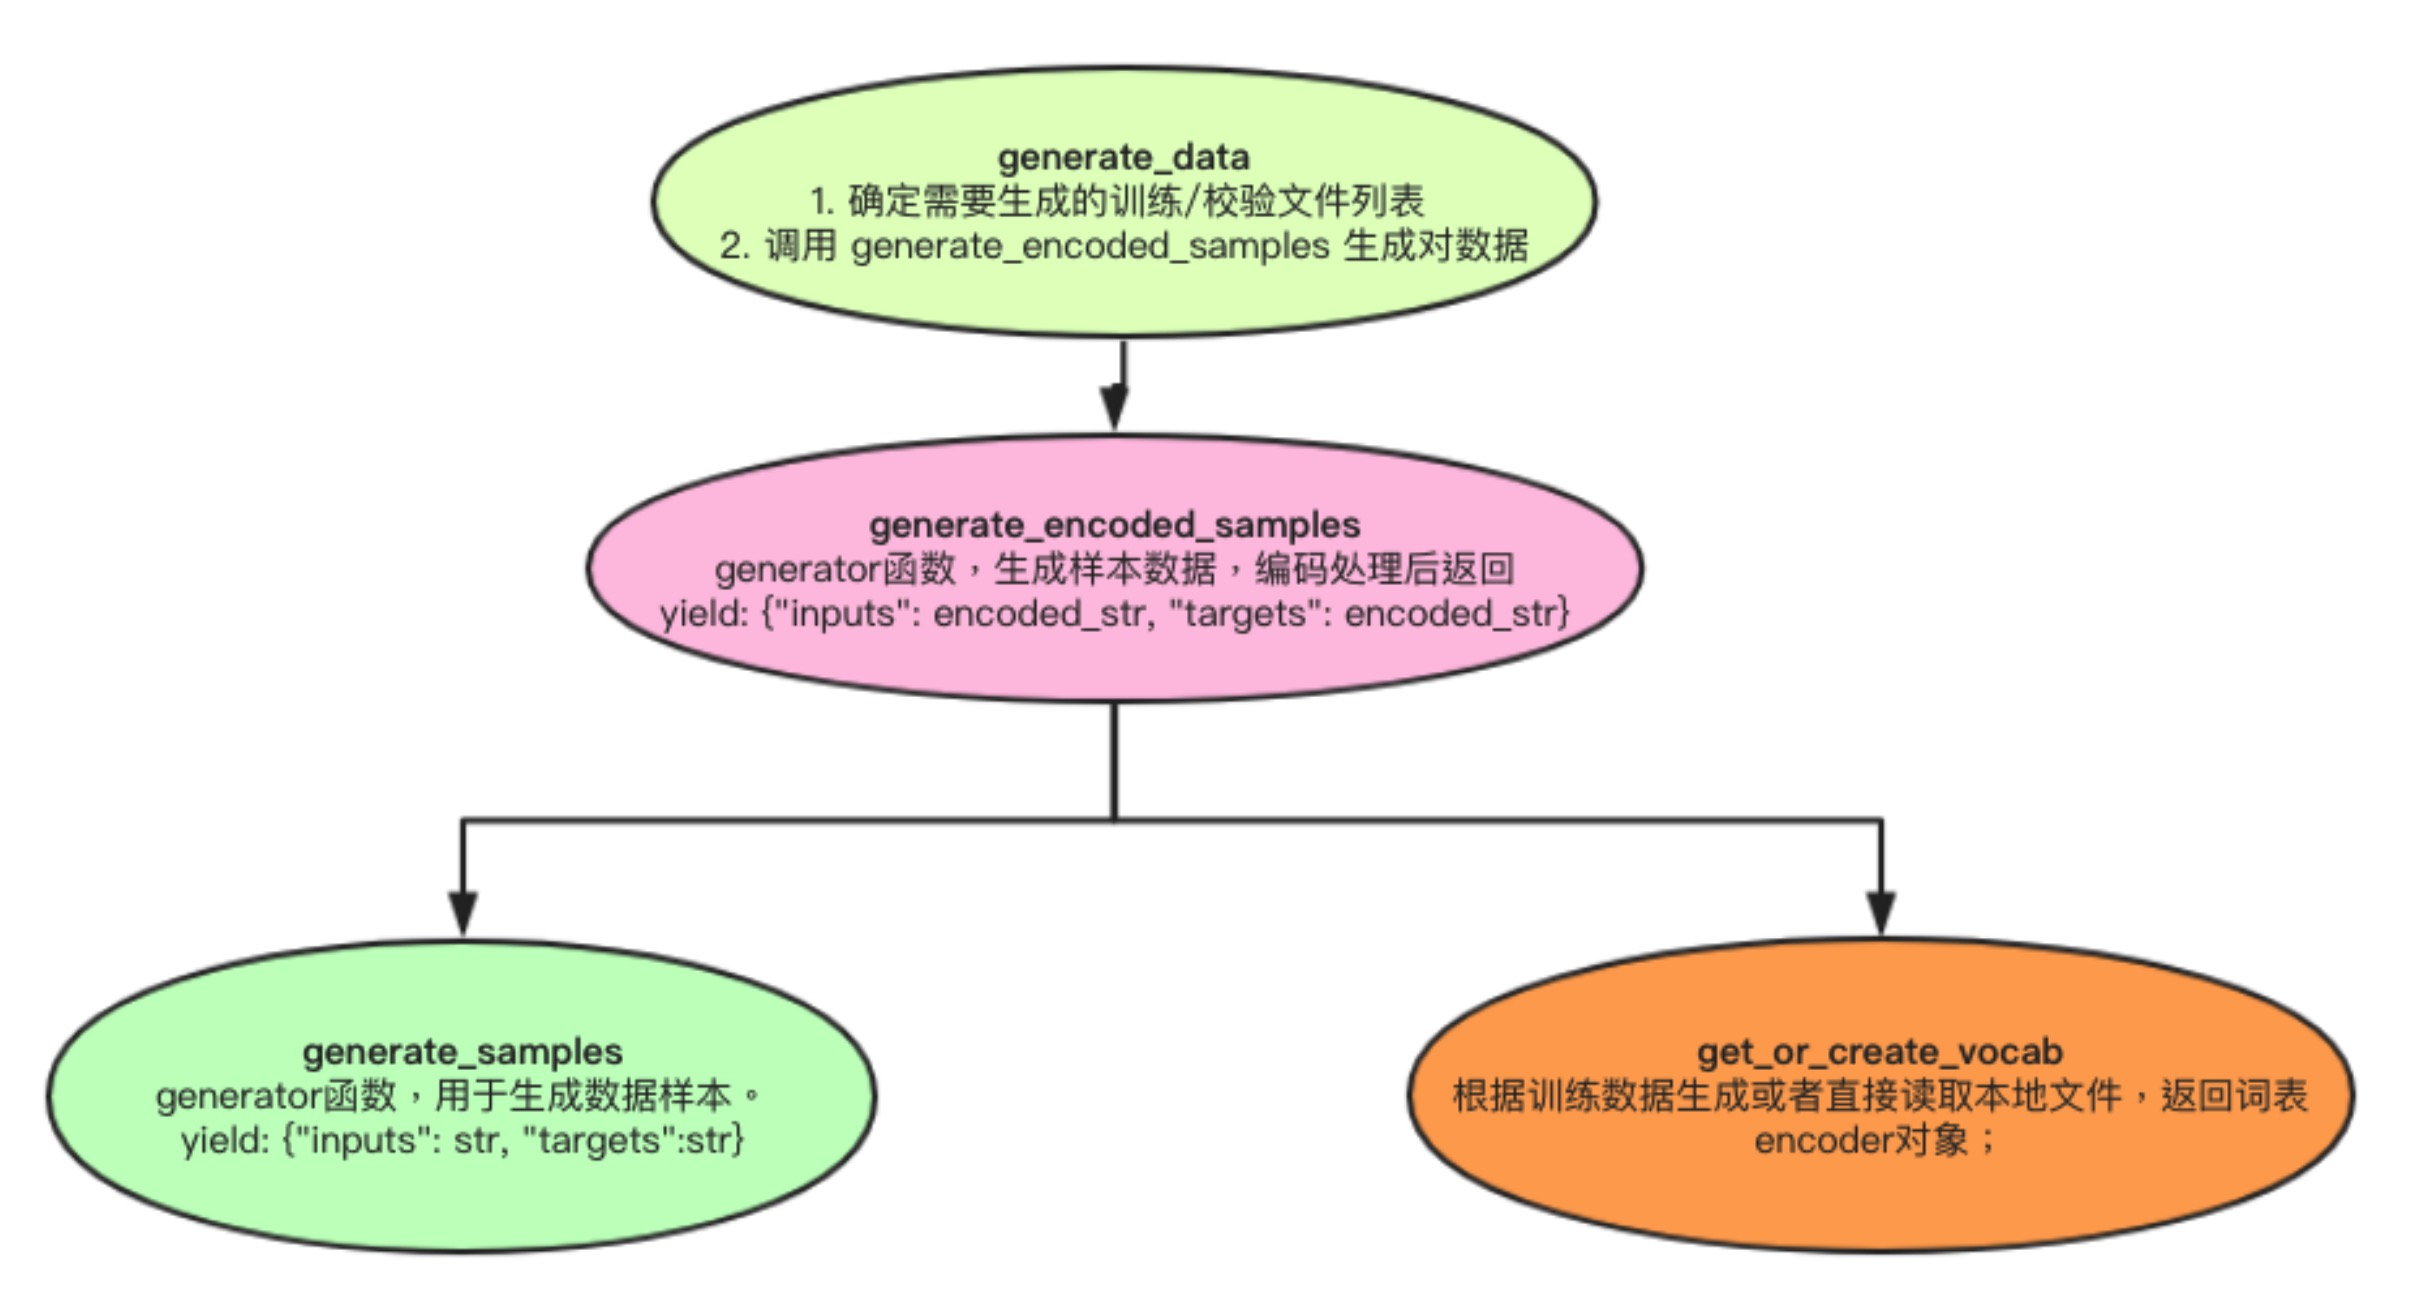 generate_data
1. 确定需要生成的训练/校验文件列表
2. 调用 generate_encoded_samples 生成对数据
generate_encoded_samples
generator函数，生成样本数据，编码处理后返回
yield: {"inputs": encoded_str, "targets": encoded_str}
generate_samples
generator函数，用于生成数据样本。
yield: {"inputs": str, "targets":str}
get_or_create_vocab
根据训练数据生成或者直接读取本地文件，返回词表
encoder对象；